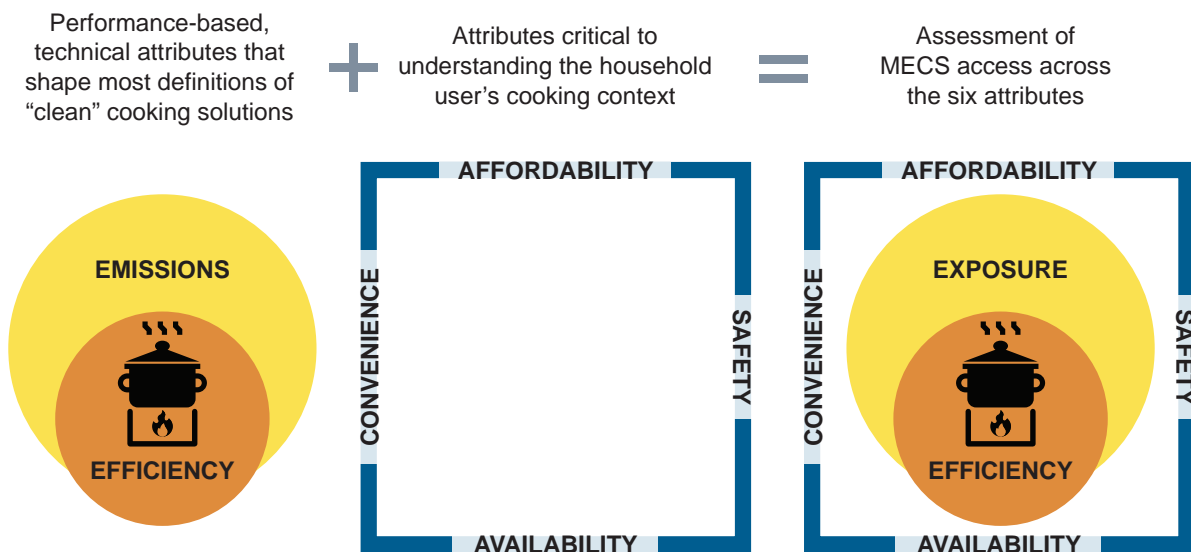 Performance-based,
technical attributes that
shape most definitions of
“clean” cooking solutions
+
Attributes critical to
understanding the household
user’s cooking context
=
Assessment of
MECS access across
the six attributes
EMISSIONS
EFFICIENCY
AFFORDABILITY
CONVENIENCE
SAFETY
AVAILABILITY
AFFORDABILITY
CONVENIENCE
EXPOSURE
EFFICIENCY
SAFETY
AVAILABILITY